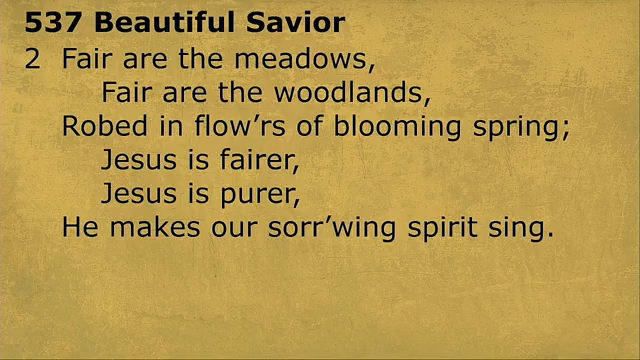 537 Beautiful Savior
2 Fair are the meadows,
Fair are the woodlands,
Robed in flow’rs of blooming spring;
Jesus is fairer,
Jesus is purer,
He makes our sorr’wing spirit sing.